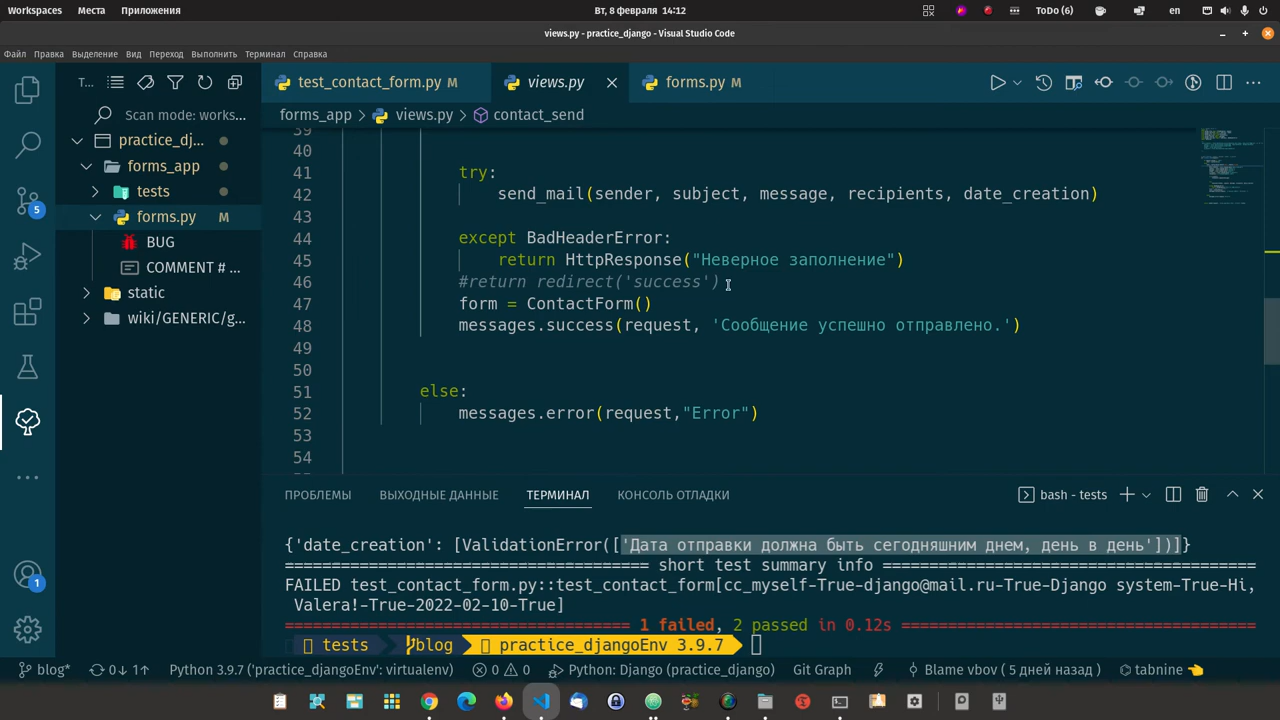 Workspaces Места Приложения Вт, 8 февраля 14:12 ToDo (6) en
views.py - practice_django - Visual Studio Code
Файл Правка Выделение Вид Переход Выполнить Терминал Справка
T... test_contact_form.py M views.py forms.py M
Scan mode: works... forms_app > views.py > contact_send
practice_dj...
forms_app
tests
forms.py M
BUG
COMMENT # ...
static
wiki/GENERIC/g...
5
1
39
40
41 try:
42 send_mail(sender, subject, message, recipients, date_creation)
43
44 except BadHeaderError:
45 return HttpResponse("Неверное заполнение")
46 #return redirect('success')
47 form = ContactForm()
48 messages.success(request, 'Сообщение успешно отправлено.')
49
50
51 else:
52 messages.error(request,"Error")
53
54
ПРОБЛЕМЫ ВЫХОДНЫЕ ДАННЫЕ ТЕРМИНАЛ КОНСОЛЬ ОТЛАДКИ bash - tests
{'date_creation': [ValidationError(['Дата отправки должна быть сегодняшним днем, день в день'])]}
===================================== short test summary info ======================================
FAILED test_contact_form.py::test_contact_form[cc_myself-True-django@mail.ru-True-Django system-True-Hi,
Valera!-True-2022-02-10-True]
=================================== 1 failed, 2 passed in 0.12s ====================================
tests blog practice_djangoEnv 3.9.7
blog* 0↓ 1↑ Python 3.9.7 ('practice_djangoEnv': virtualenv) 0 0 Python: Django (practice_django) Git Graph Blame vbov ( 5 дней назад ) tabnine